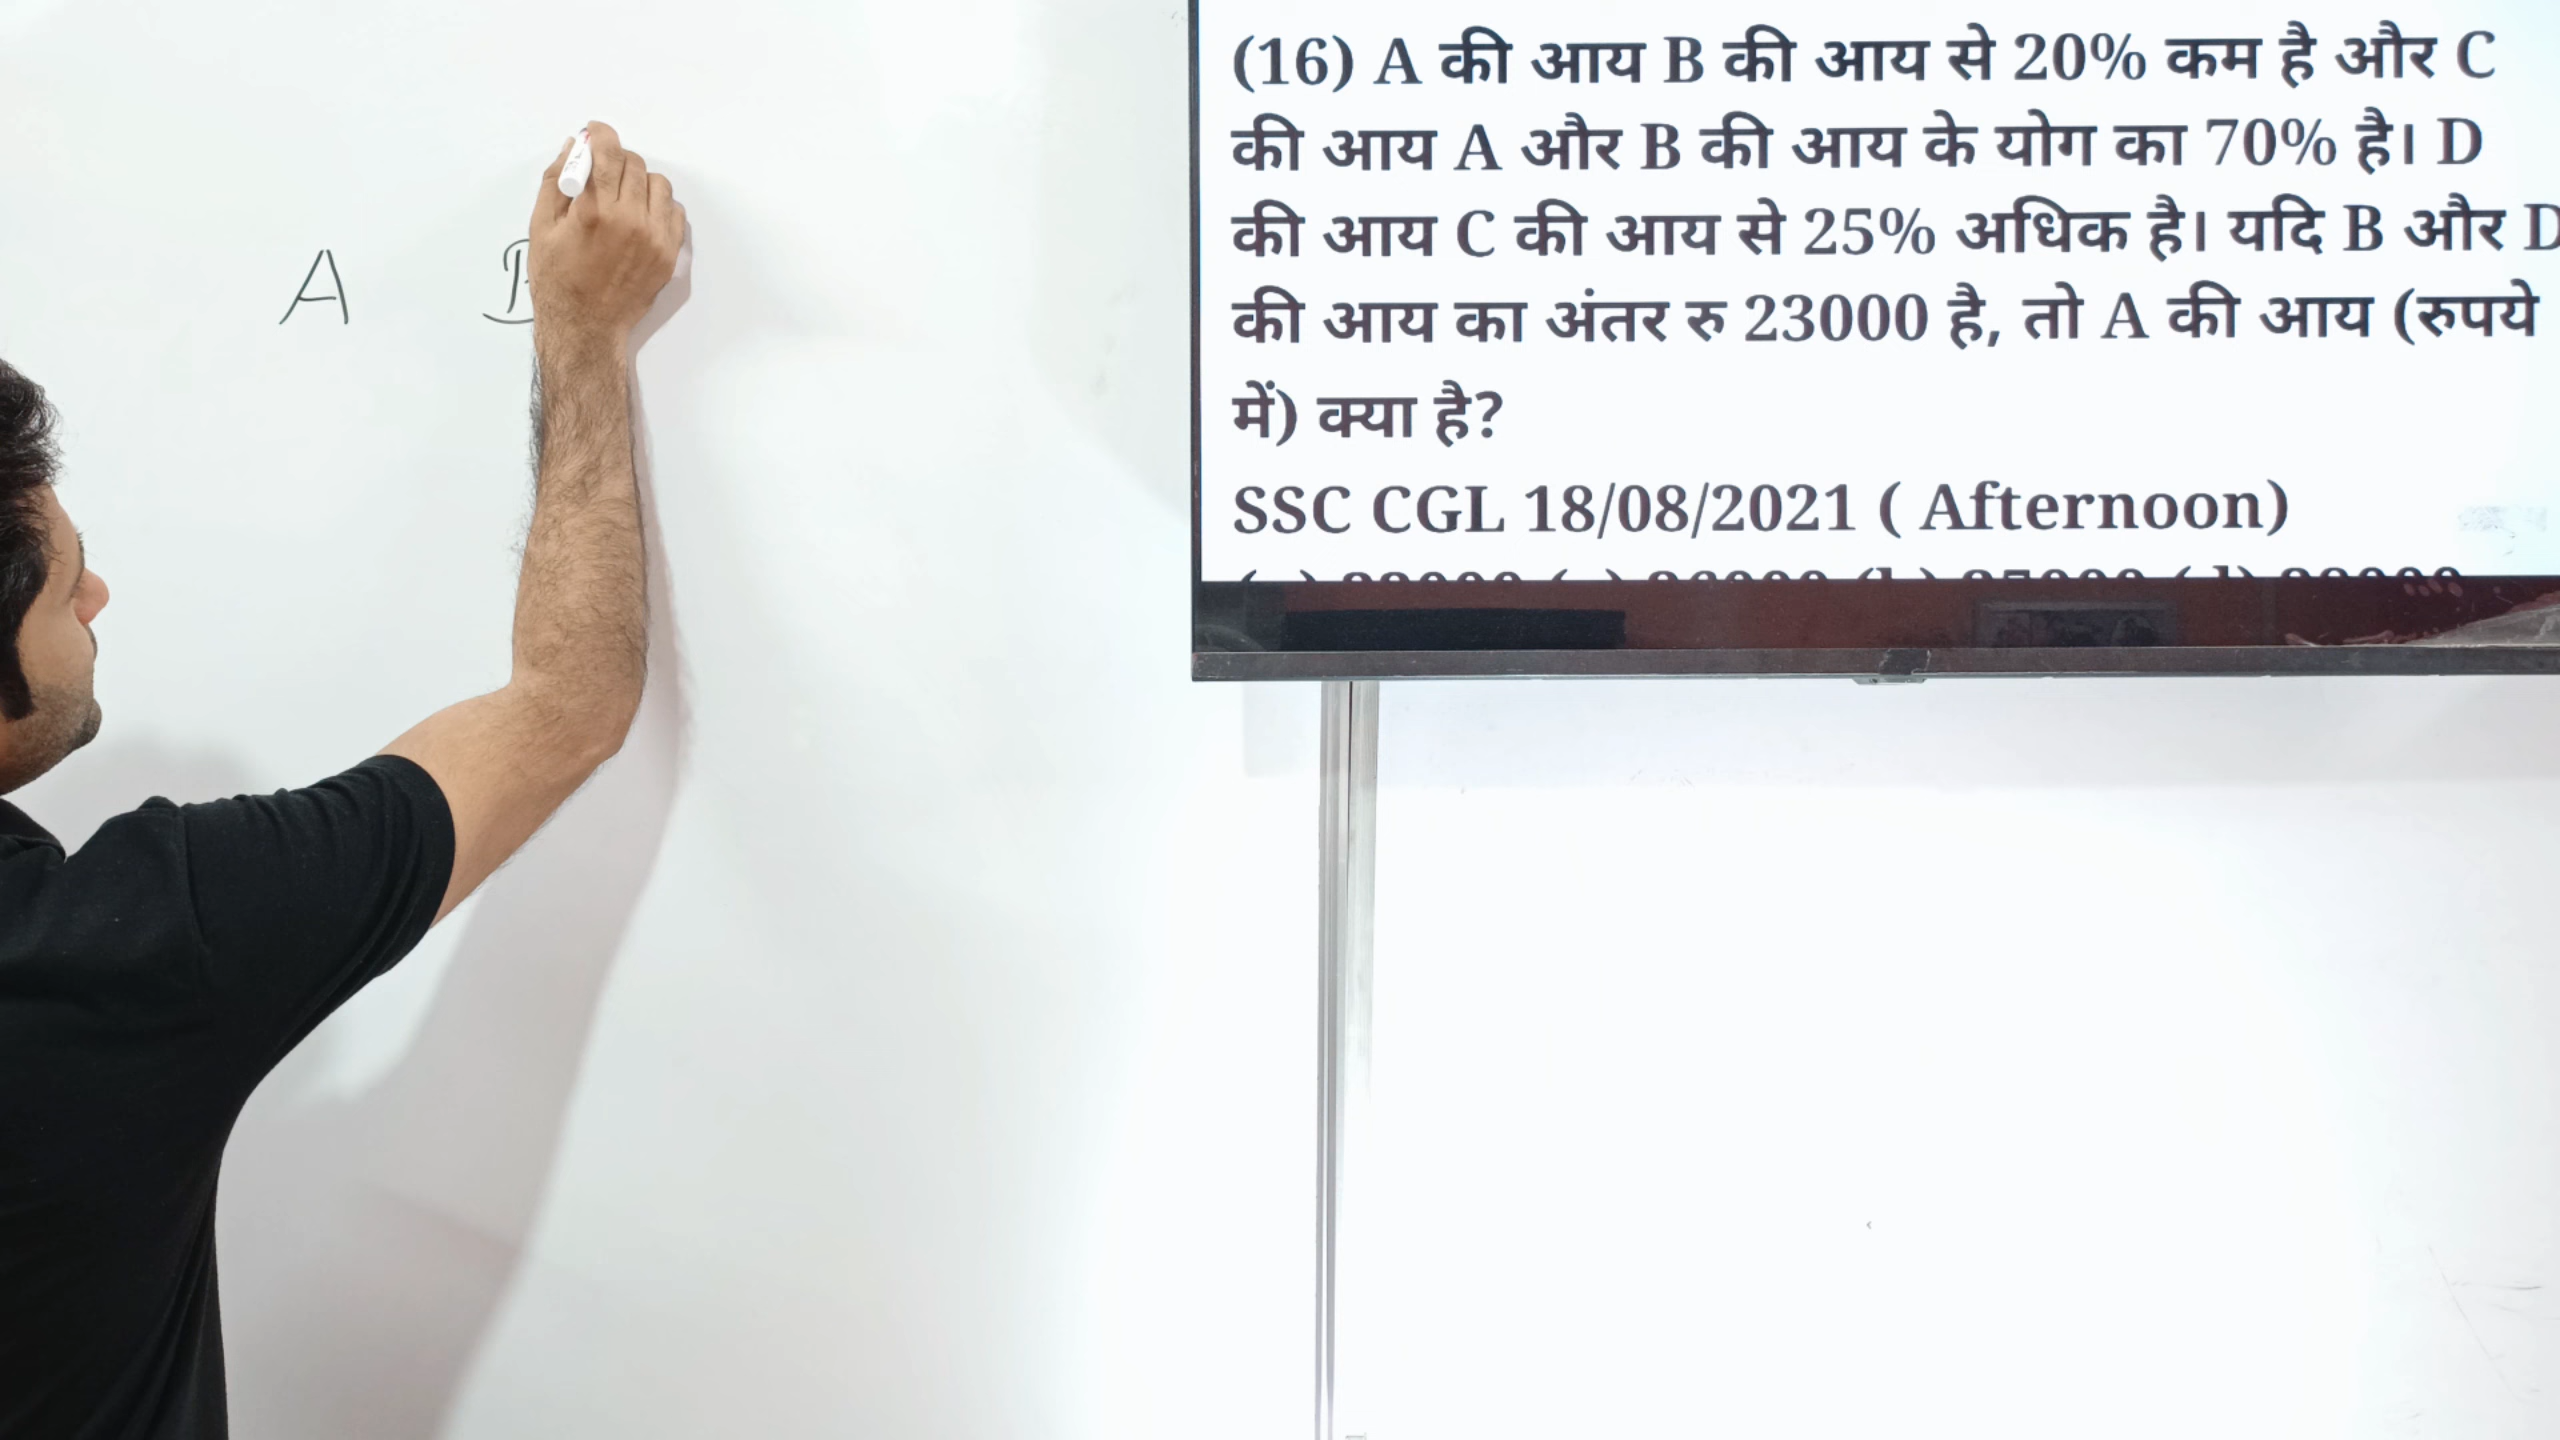 A B
(16) A की आय B की आय से 20% कम है और C
की आय A और B की आय के योग का 70% है। D
की आय C की आय से 25% अधिक है। यदि B और D
की आय का अंतर रु 23000 है, तो A की आय (रुपये
में) क्या है?
SSC CGL 18/08/2021 ( Afternoon)